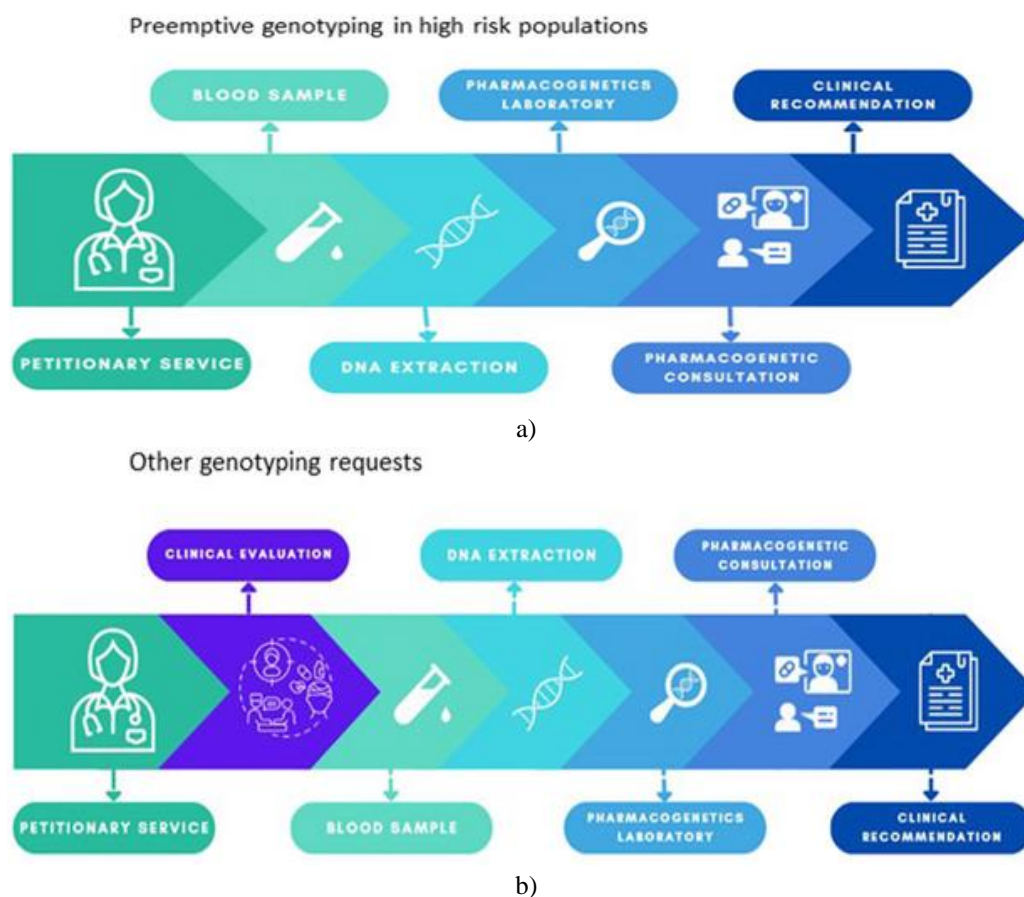 Preemptive genotyping in high risk populations
BLOOD SAMPLE
PHARMACOGENETICS
LABORATORY
CLINICAL
RECOMMENDATION
PETITIONARY SERVICE
DNA EXTRACTION
PHARMACOGENETIC
CONSULTATION
a)
Other genotyping requests
CLINICAL EVALUATION
DNA EXTRACTION
PHARMACOGENETIC
CONSULTATION
PETITIONARY SERVICE
BLOOD SAMPLE
PHARMACOGENETICS
LABORATORY
CLINICAL
RECOMMENDATION
b)